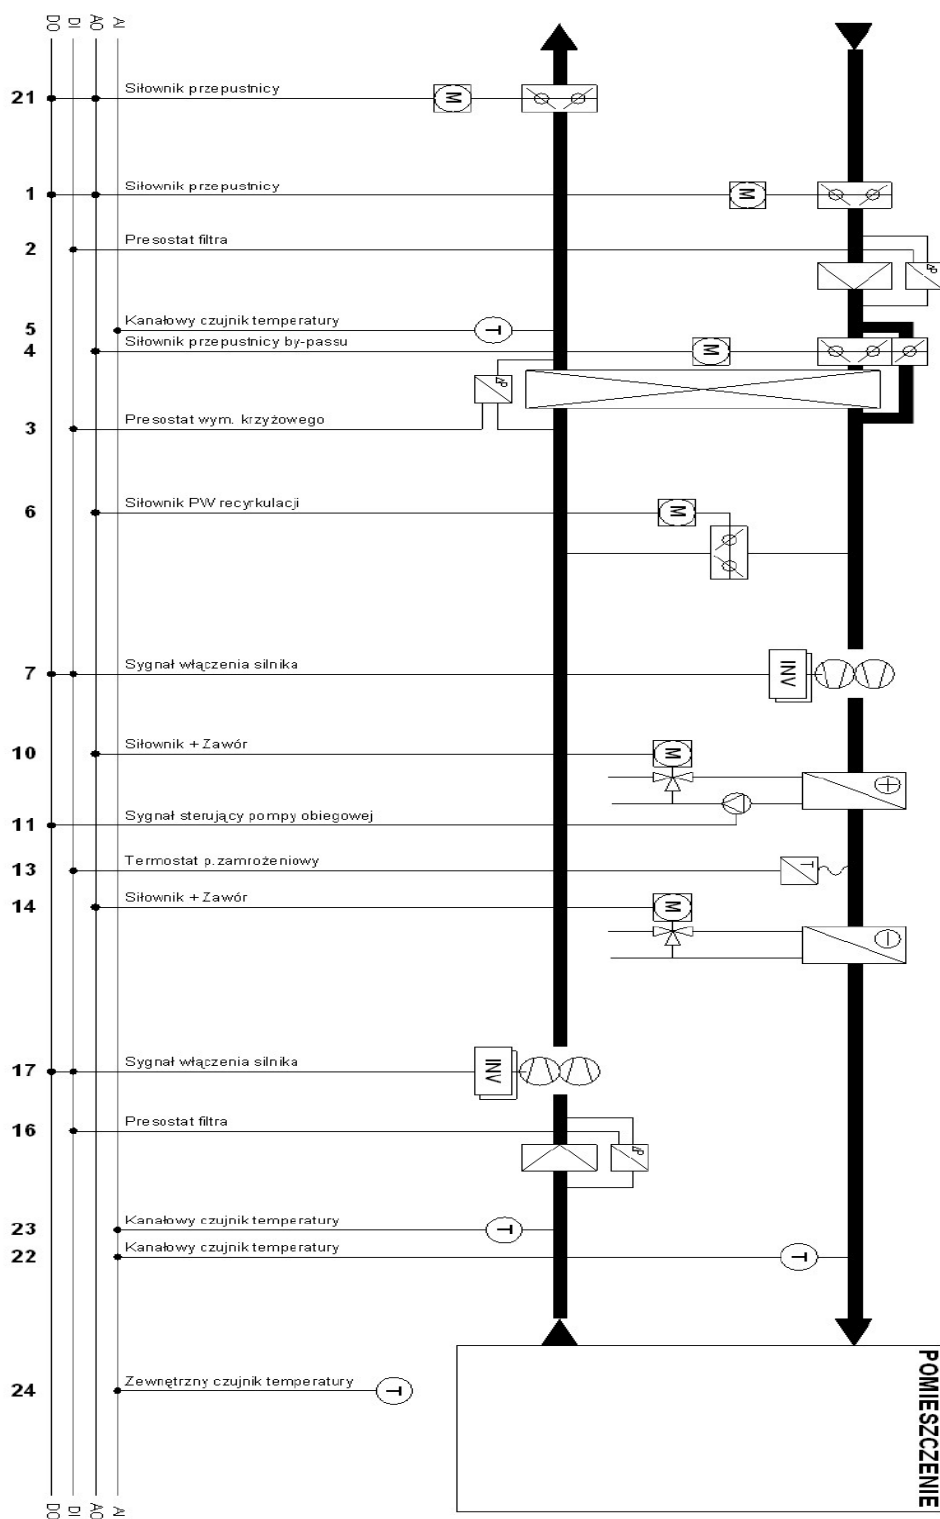 DO DI AO AI
21 Siłownik przepustnicy M
1 Siłownik przepustnicy M
2 Presostat filtra
dP
5 Kanałowy czujnik temperatury T
4 Siłownik przepustnicy by-passu M
dP
3 Presostat wym. krzyżowego
6 Siłownik PW recyrkulacji M
7 Sygnał włączenia silnika INV
10 Siłownik + Zawór M
11 Sygnał sterujący pompy obiegowej
13 Termostat p.zamrożeniowy T
14 Siłownik + Zawór M
17 Sygnał włączenia silnika INV
16 Presostat filtra
dP
23 Kanałowy czujnik temperatury T
22 Kanałowy czujnik temperatury T
POMIESZCZENIE
24 Zewnętrzny czujnik temperatury T
DO DI AO AI